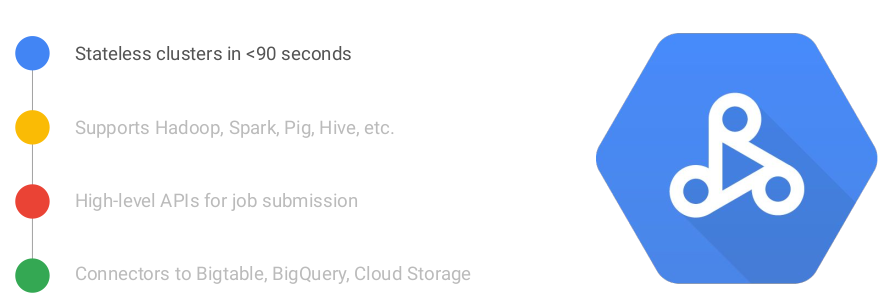 Stateless clusters in <90 seconds
Supports Hadoop, Spark, Pig, Hive, etc.
High-level APIs for job submission
Connectors to Bigtable, BigQuery, Cloud Storage